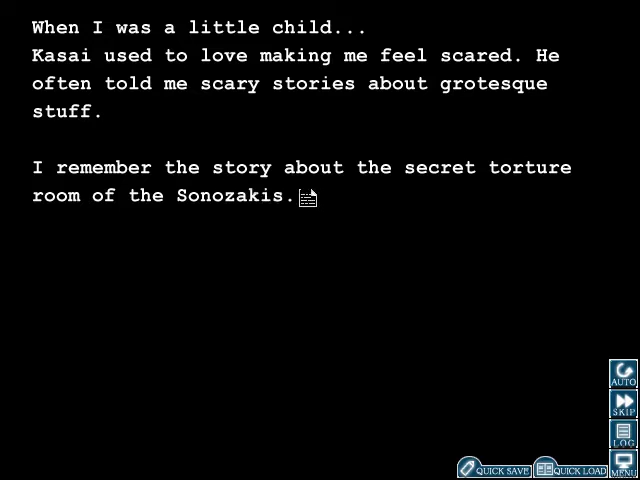 When I was a little child...
Kasai used to love making me feel scared. He
often told me scary stories about grotesque
stuff.
I remember the story about the secret torture
room of the Sonozakis.
AUTO
SKIP
LOG
QUICK SAVE
QUICK LOAD
MENU